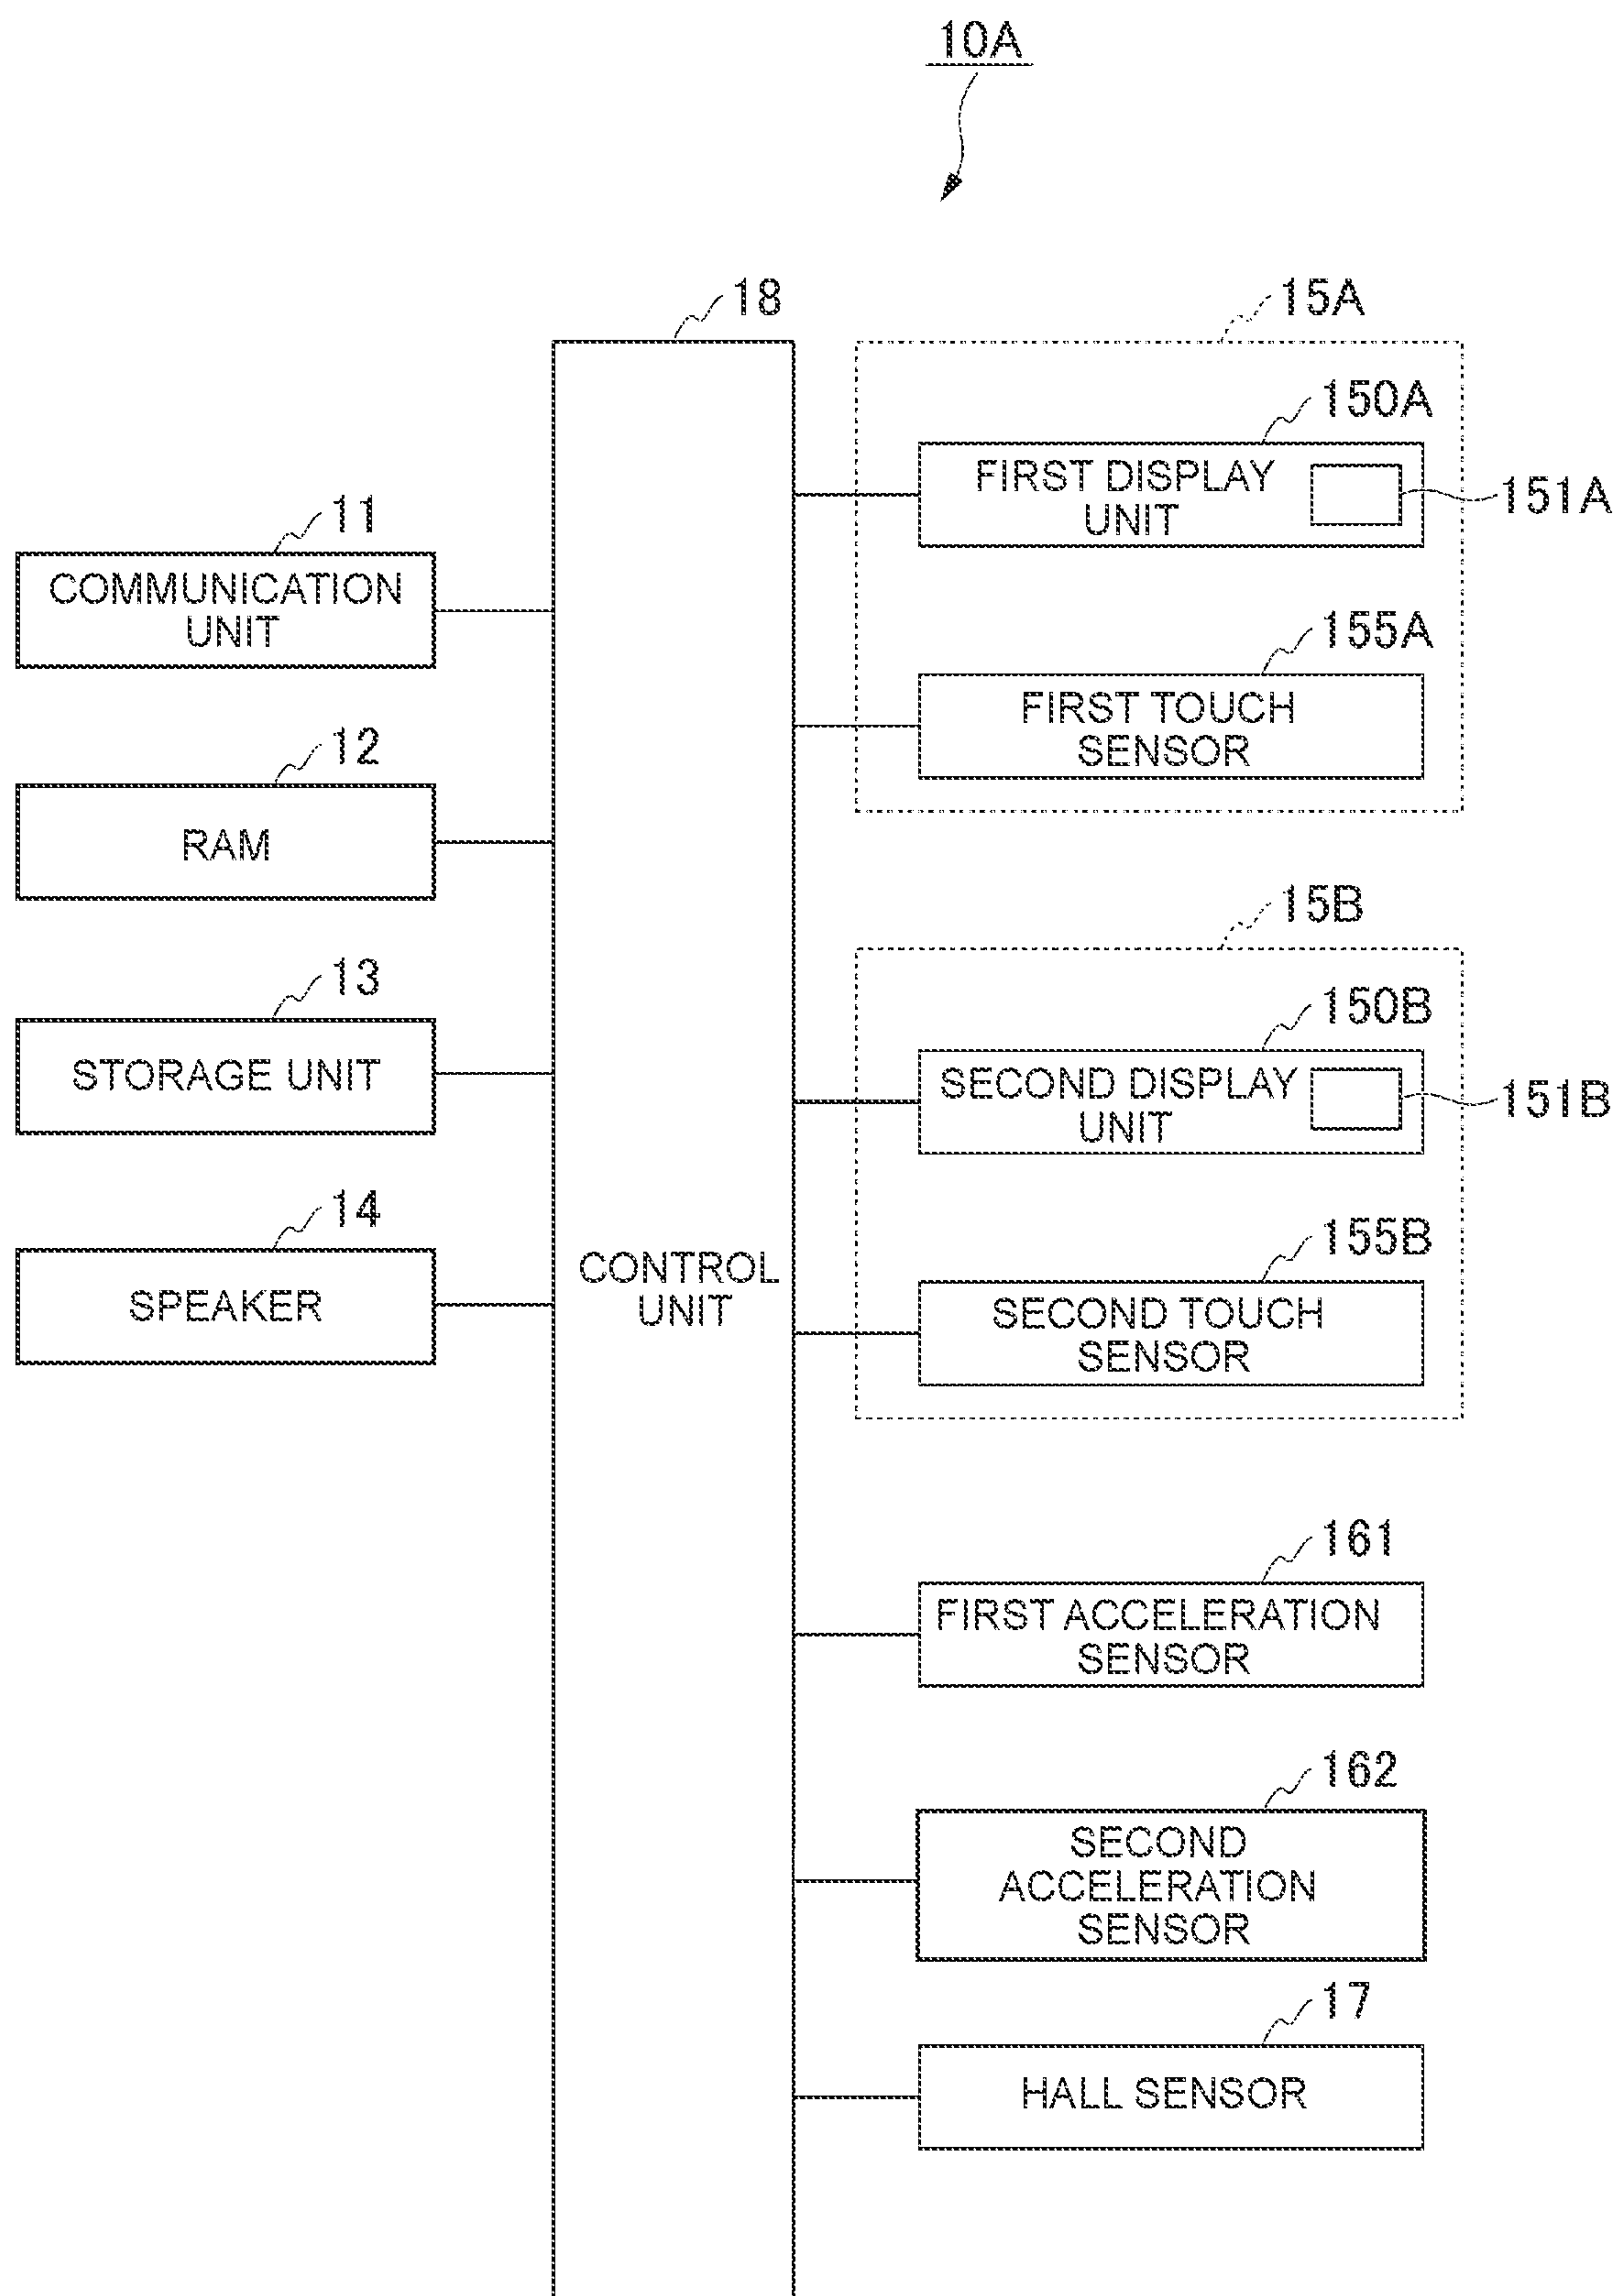 10A
18
15A
150A
FIRST DISPLAY
UNIT
151A
11
COMMUNICATION
UNIT
155A
FIRST TOUCH
SENSOR
12
RAM
15B
13
STORAGE UNIT
150B
SECOND DISPLAY
UNIT
151B
14
SPEAKER
CONTROL
UNIT
155B
SECOND TOUCH
SENSOR
161
FIRST ACCELERATION
SENSOR
162
SECOND
ACCELERATION
SENSOR
17
HALL SENSOR